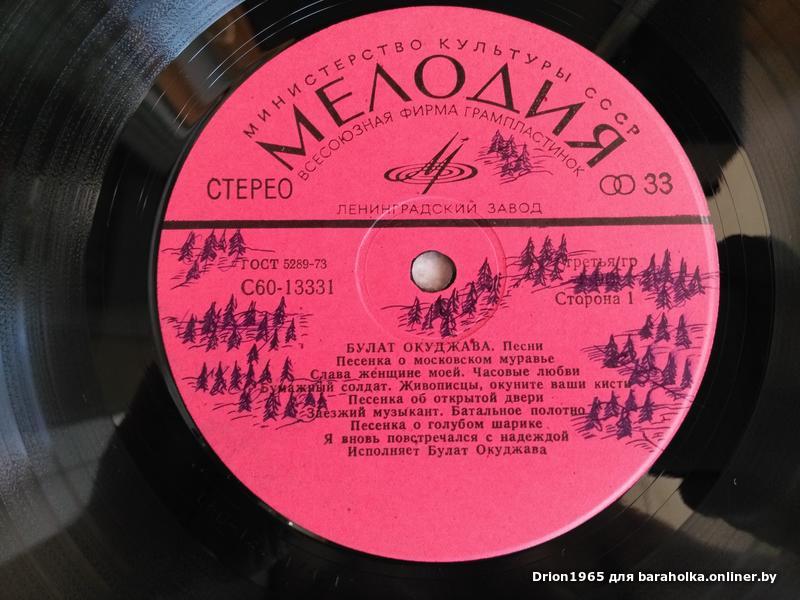 МИНИСТЕРСТВО КУЛЬТУРЫ СССР
МЕЛОДИЯ
ВСЕСОЮЗНАЯ ФИРМА ГРАМПЛАСТИНОК
СТЕРЕО
33
ЛЕНИНГРАДСКИЙ ЗАВОД
ГОСТ 5289-73
третья гр
С60-13331
Сторона 1
БУЛАТ ОКУДЖАВА. Песни
Песенка о московском муравье
Слава женщине моей. Часовые любви
Бумажный солдат. Живописцы, окуните ваши кисти
Песенка об открытой двери
Заезжий музыкант. Батальное полотно
Песенка о голубом шарике
Я вновь повстречался с надеждой
Исполняет Булат Окуджава
Drion1965 для baraholka.onliner.by